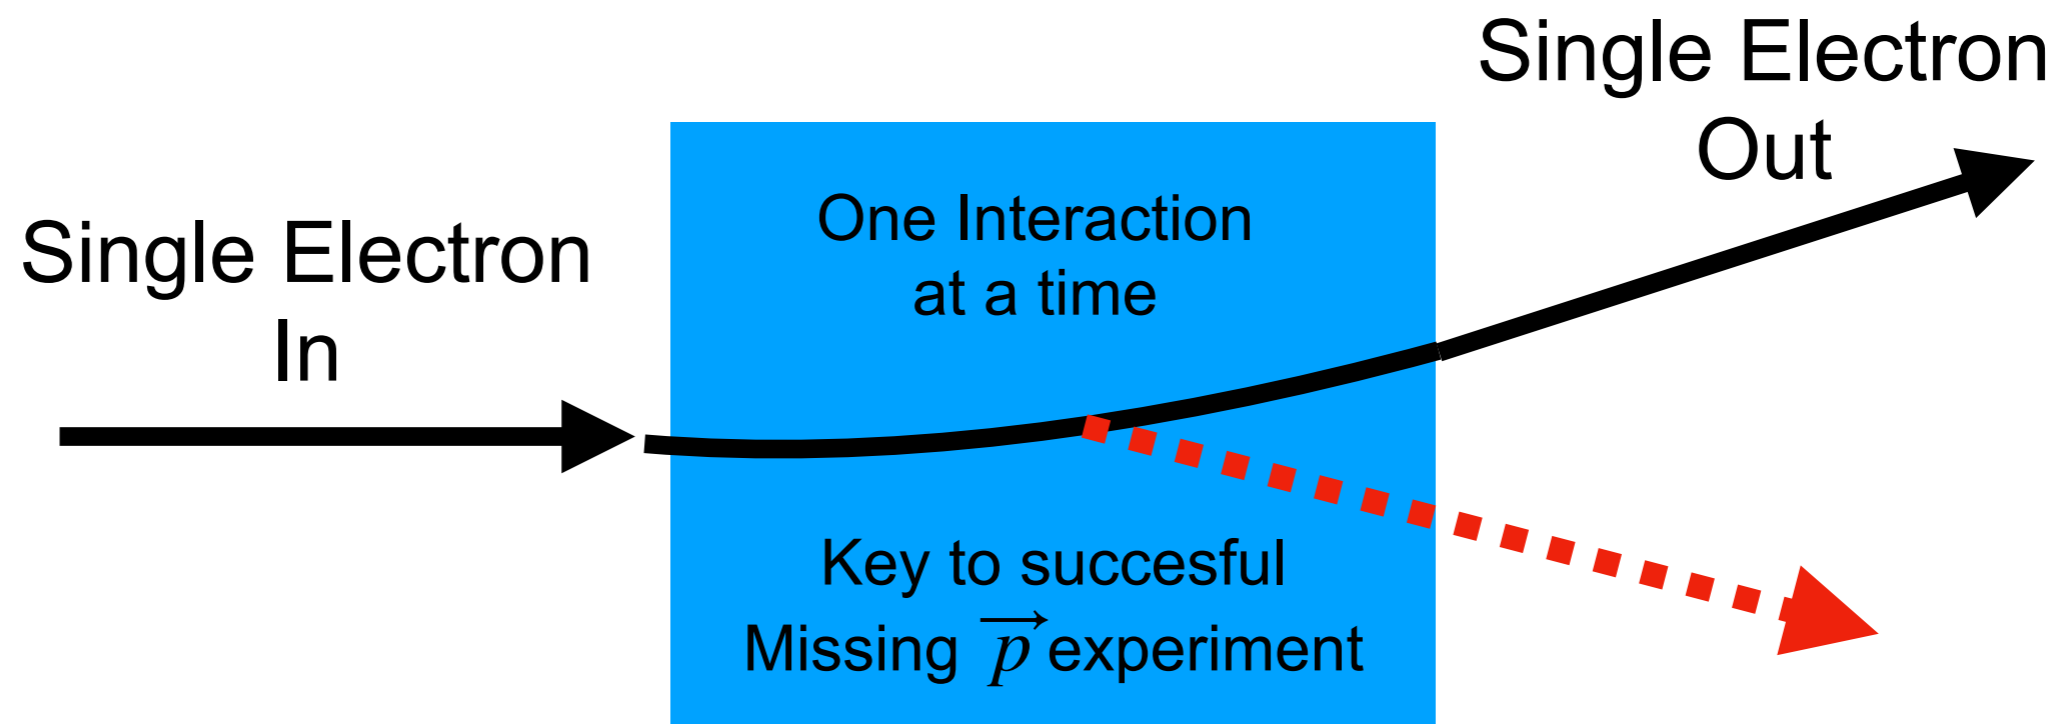 Single Electron
In
One Interaction
at a time
Key to succesful
Missing $\overrightarrow{p}$ experiment
Single Electron
Out